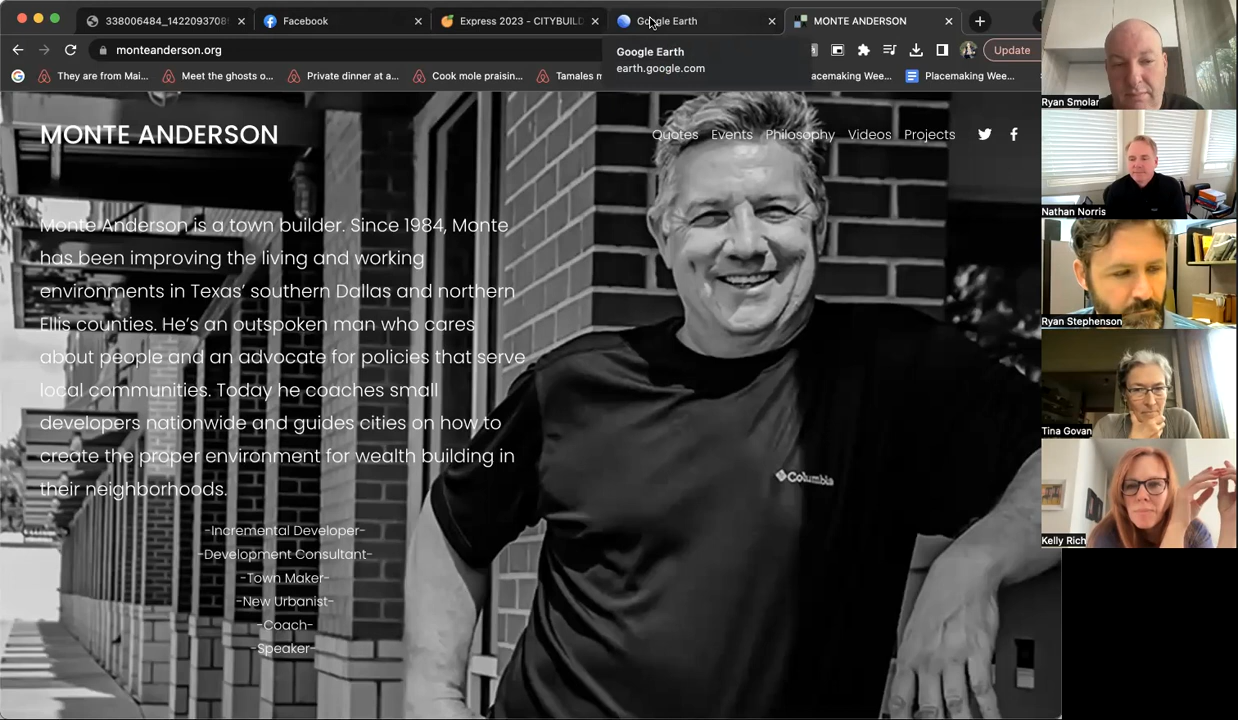 338006484_1422093708
Facebook
Express 2023 - CITYBUILD
Google Earth
MONTE ANDERSON
monteanderson.org
Update
Google Earth
earth.google.com
They are from Mai...
Meet the ghosts o...
Private dinner at a...
Cook mole praisin...
Tamales m
acemaking Wee...
Placemaking Wee...
MONTE ANDERSON
Quotes Events Philosophy Videos Projects
Monte Anderson is a town builder. Since 1984, Monte
has been improving the living and working
environments in Texas’ southern Dallas and northern
Ellis counties. He’s an outspoken man who cares
about people and an advocate for policies that serve
local communities. Today he coaches small
developers nationwide and guides cities on how to
create the proper environment for wealth building in
their neighborhoods.
-Incremental Developer-
-Development Consultant-
-Town Maker-
-New Urbanist-
-Coach-
-Speaker-
Columbia
Ryan Smolar
Nathan Norris
Ryan Stephenson
Tina Govan
Kelly Rich